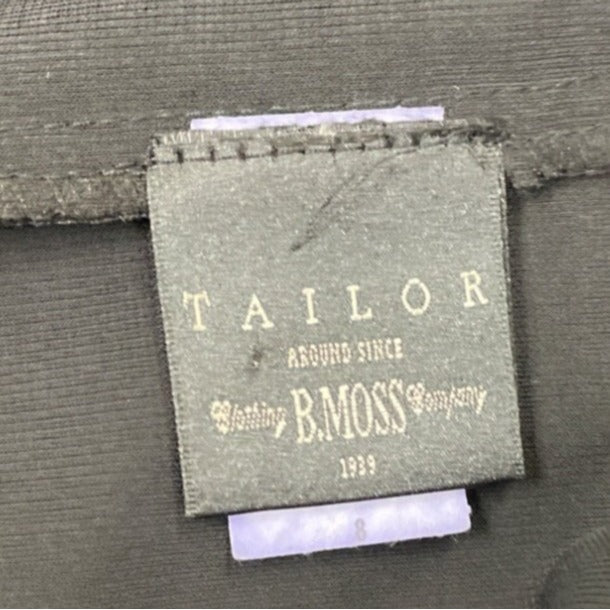 TAILOR
AROUND SINCE
Clothing B.MOSS Company
1939
8